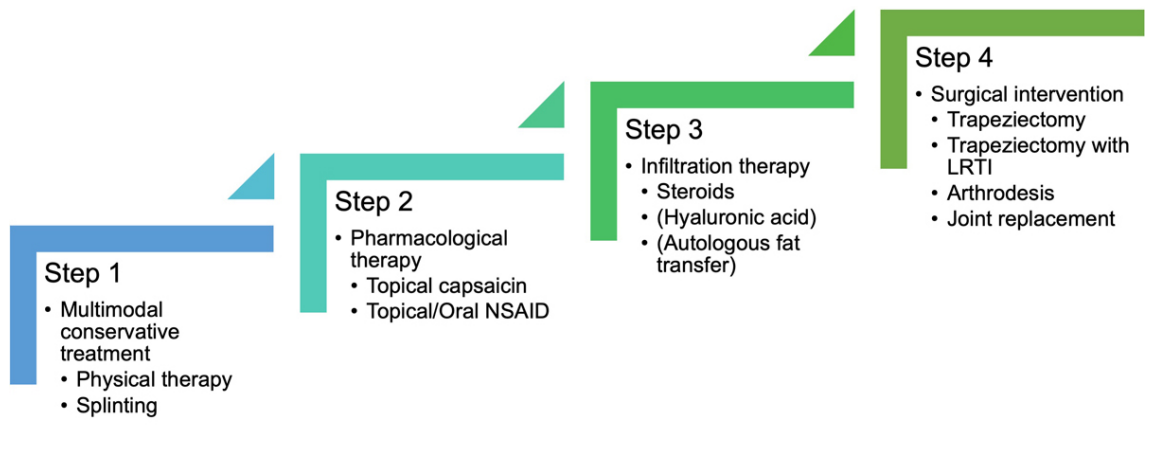 Step 1
• Multimodal
conservative
treatment
• Physical therapy
• Splinting
Step 2
• Pharmacological
therapy
• Topical capsaicin
• Topical/Oral NSAID
Step 3
• Infiltration therapy
• Steroids
• (Hyaluronic acid)
• (Autologous fat
transfer)
Step 4
• Surgical intervention
• Trapeziectomy
• Trapeziectomy with
LRTI
• Arthrodesis
• Joint replacement